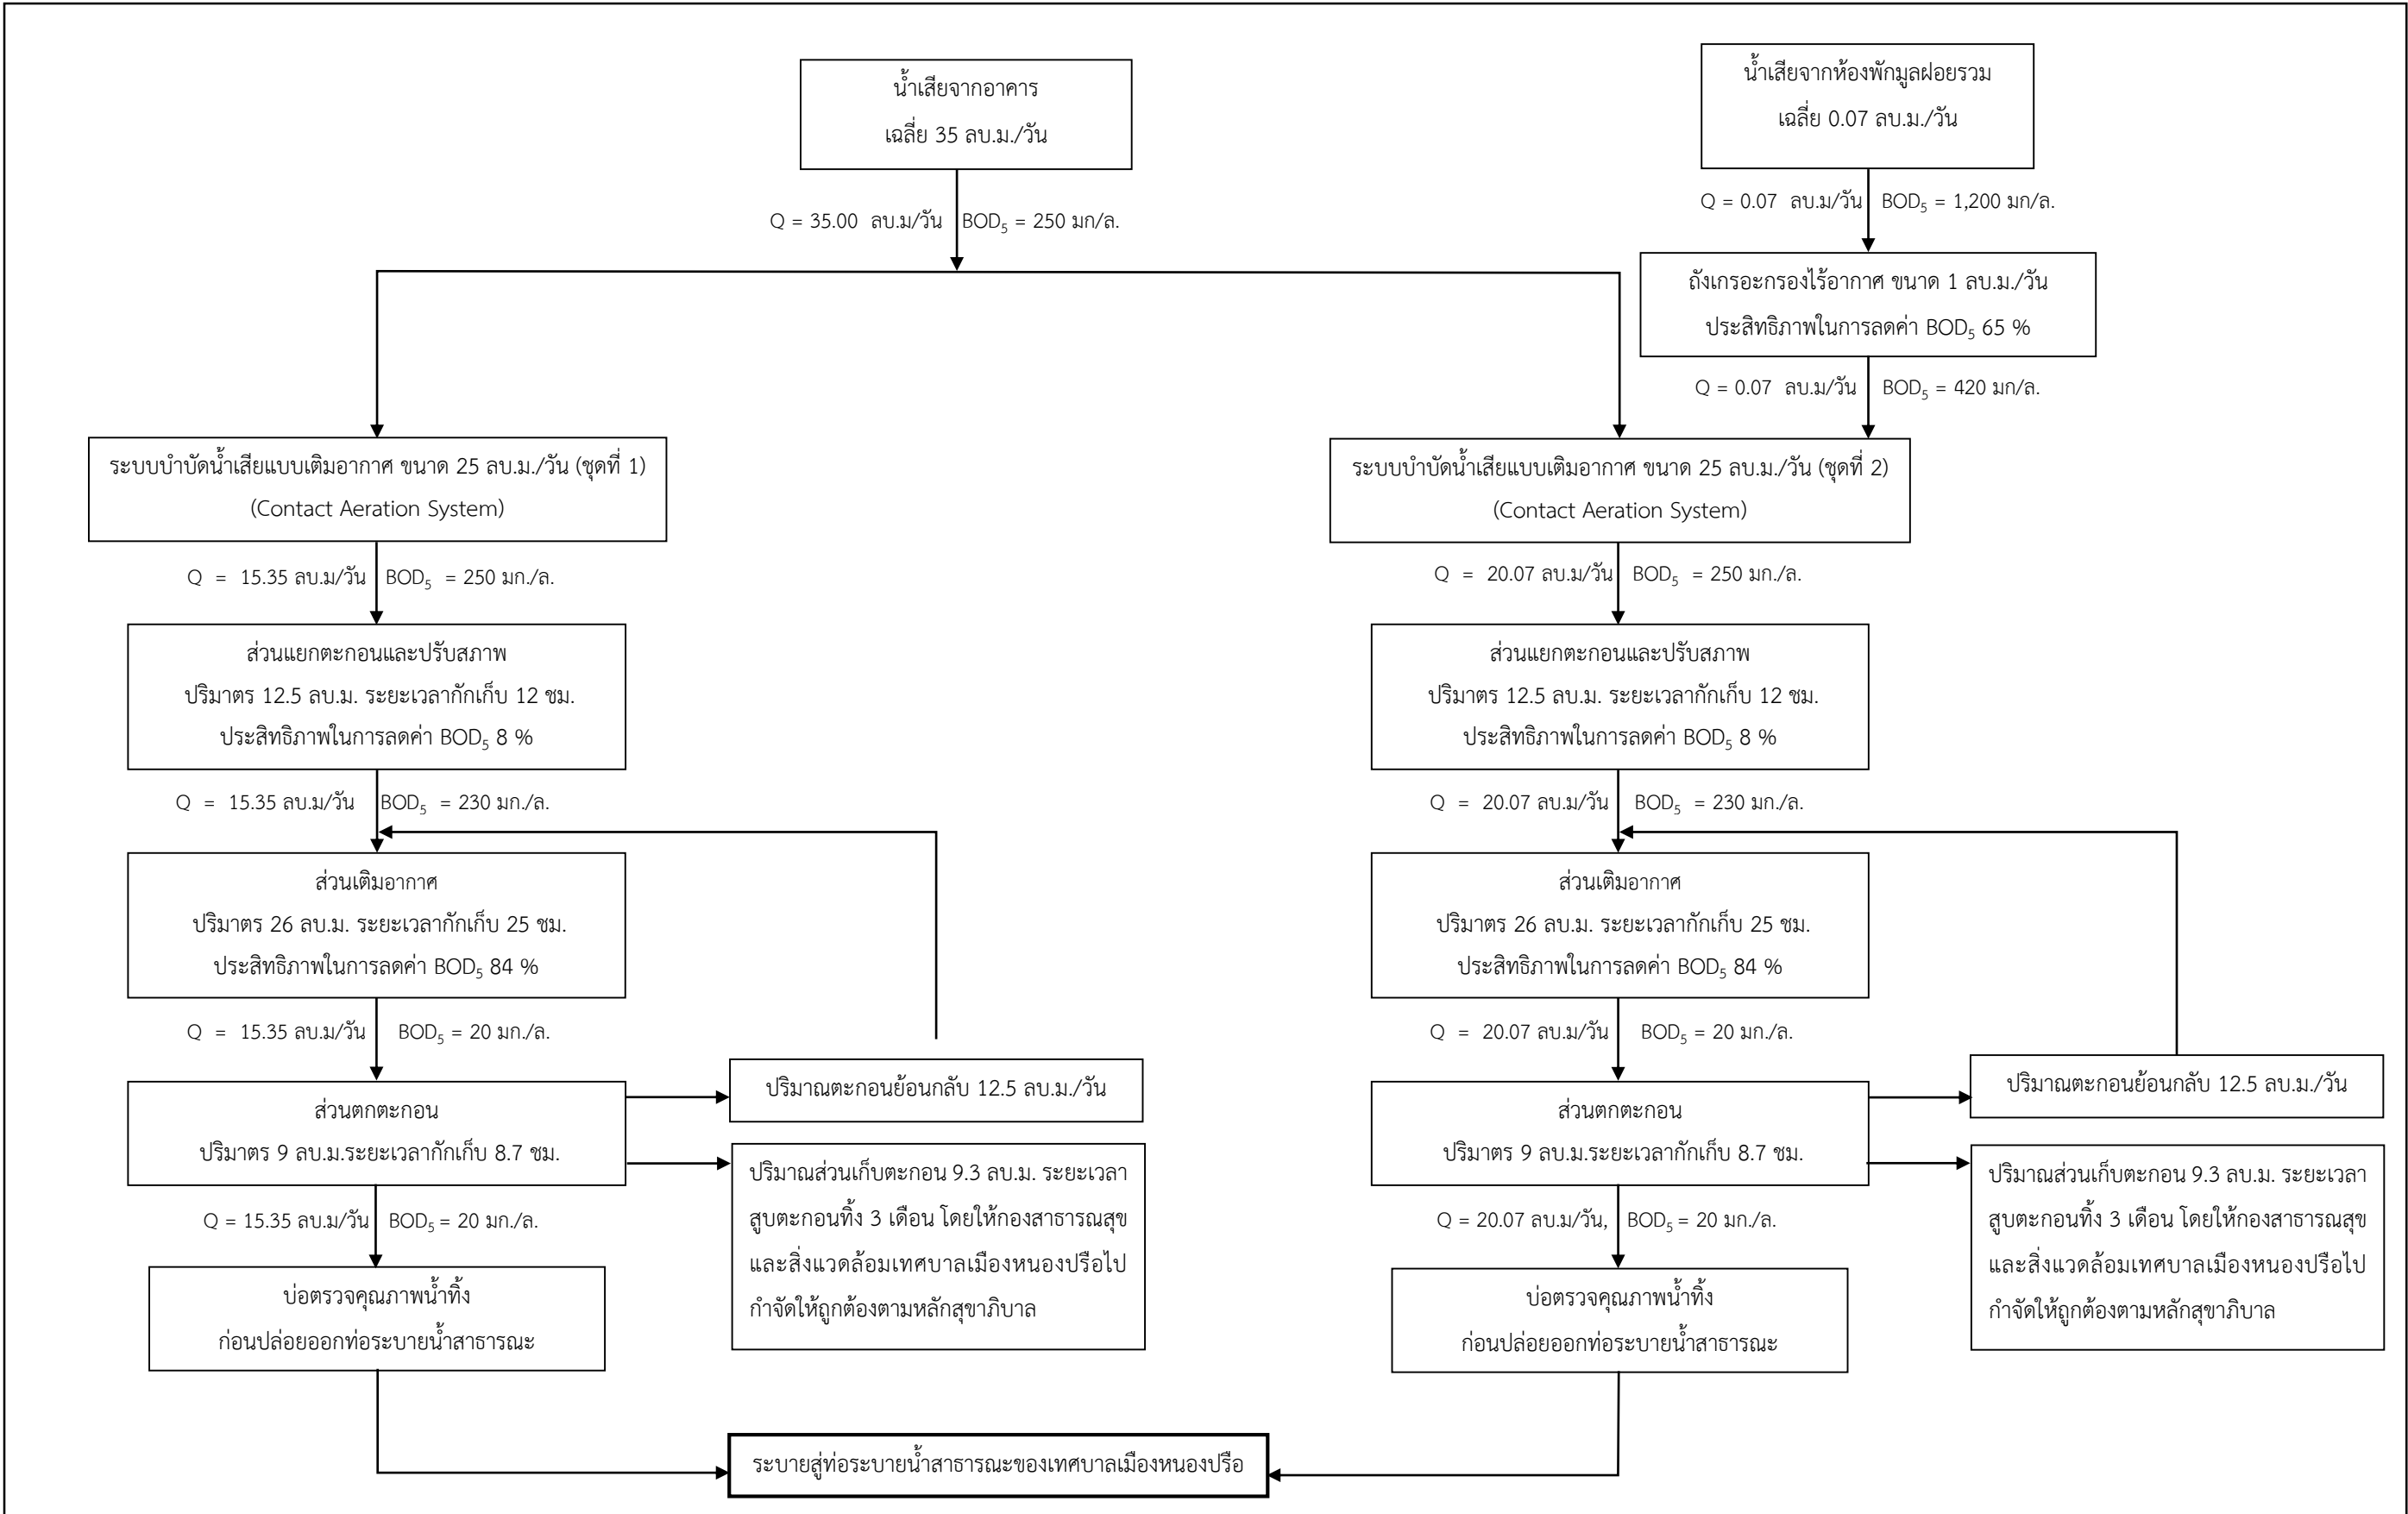 น้ำเสียจากอาคาร
เฉลี่ย 35 ลบ.ม./วัน
น้ำเสียจากห้องพักมูลฝอยรวม
เฉลี่ย 0.07 ลบ.ม./วัน
Q = 35.00 ลบ.ม/วัน BOD₅ = 250 มก/ล.
Q = 0.07 ลบ.ม/วัน BOD₅ = 1,200 มก/ล.
ถังเกรอะกรองไร้อากาศ ขนาด 1 ลบ.ม./วัน
ประสิทธิภาพในการลดค่า BOD₅ 65 %
Q = 0.07 ลบ.ม/วัน BOD₅ = 420 มก/ล.
ระบบบำบัดน้ำเสียแบบเติมอากาศ ขนาด 25 ลบ.ม./วัน (ชุดที่ 1)
(Contact Aeration System)
Q = 15.35 ลบ.ม/วัน BOD₅ = 250 มก./ล.
ส่วนแยกตะกอนและปรับสภาพ
ปริมาตร 12.5 ลบ.ม. ระยะเวลากักเก็บ 12 ชม.
ประสิทธิภาพในการลดค่า BOD₅ 8 %
Q = 15.35 ลบ.ม/วัน BOD₅ = 230 มก./ล.
ส่วนเติมอากาศ
ปริมาตร 26 ลบ.ม. ระยะเวลากักเก็บ 25 ชม.
ประสิทธิภาพในการลดค่า BOD₅ 84 %
Q = 15.35 ลบ.ม/วัน BOD₅ = 20 มก./ล.
ส่วนตกตะกอน
ปริมาตร 9 ลบ.ม.ระยะเวลากักเก็บ 8.7 ชม.
ปริมาณตะกอนย้อนกลับ 12.5 ลบ.ม./วัน
ปริมาณส่วนเก็บตะกอน 9.3 ลบ.ม. ระยะเวลา
สูบตะกอนทิ้ง 3 เดือน โดยให้กองสาธารณสุข
และสิ่งแวดล้อมเทศบาลเมืองหนองปรือไป
กำจัดให้ถูกต้องตามหลักสุขาภิบาล
Q = 15.35 ลบ.ม/วัน BOD₅ = 20 มก./ล.
บ่อตรวจคุณภาพน้ำทิ้ง
ก่อนปล่อยออกท่อระบายน้ำสาธารณะ
ระบบบำบัดน้ำเสียแบบเติมอากาศ ขนาด 25 ลบ.ม./วัน (ชุดที่ 2)
(Contact Aeration System)
Q = 20.07 ลบ.ม/วัน BOD₅ = 250 มก./ล.
ส่วนแยกตะกอนและปรับสภาพ
ปริมาตร 12.5 ลบ.ม. ระยะเวลากักเก็บ 12 ชม.
ประสิทธิภาพในการลดค่า BOD₅ 8 %
Q = 20.07 ลบ.ม/วัน BOD₅ = 230 มก./ล.
ส่วนเติมอากาศ
ปริมาตร 26 ลบ.ม. ระยะเวลากักเก็บ 25 ชม.
ประสิทธิภาพในการลดค่า BOD₅ 84 %
Q = 20.07 ลบ.ม/วัน BOD₅ = 20 มก./ล.
ส่วนตกตะกอน
ปริมาตร 9 ลบ.ม.ระยะเวลากักเก็บ 8.7 ชม.
ปริมาณตะกอนย้อนกลับ 12.5 ลบ.ม./วัน
ปริมาณส่วนเก็บตะกอน 9.3 ลบ.ม. ระยะเวลา
สูบตะกอนทิ้ง 3 เดือน โดยให้กองสาธารณสุข
และสิ่งแวดล้อมเทศบาลเมืองหนองปรือไป
กำจัดให้ถูกต้องตามหลักสุขาภิบาล
Q = 20.07 ลบ.ม/วัน, BOD₅ = 20 มก./ล.
บ่อตรวจคุณภาพน้ำทิ้ง
ก่อนปล่อยออกท่อระบายน้ำสาธารณะ
ระบายสู่ท่อระบายน้ำสาธารณะของเทศบาลเมืองหนองปรือ